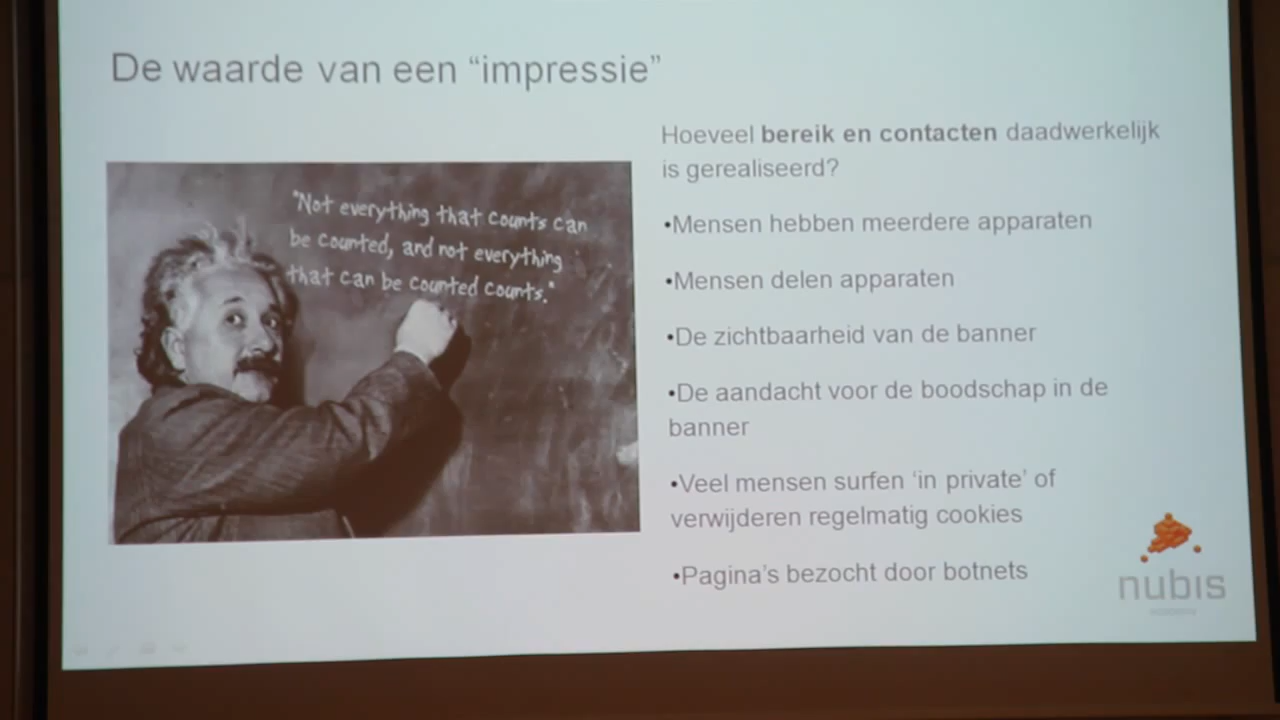 De waarde van een “impressie”
"Not everything that counts can
be counted, and not everything
that can be counted counts."
Hoeveel bereik en contacten daadwerkelijk
is gerealiseerd?
•Mensen hebben meerdere apparaten
•Mensen delen apparaten
•De zichtbaarheid van de banner
•De aandacht voor de boodschap in de
banner
•Veel mensen surfen ‘in private’ of
verwijderen regelmatig cookies
•Pagina’s bezocht door botnets
nubis